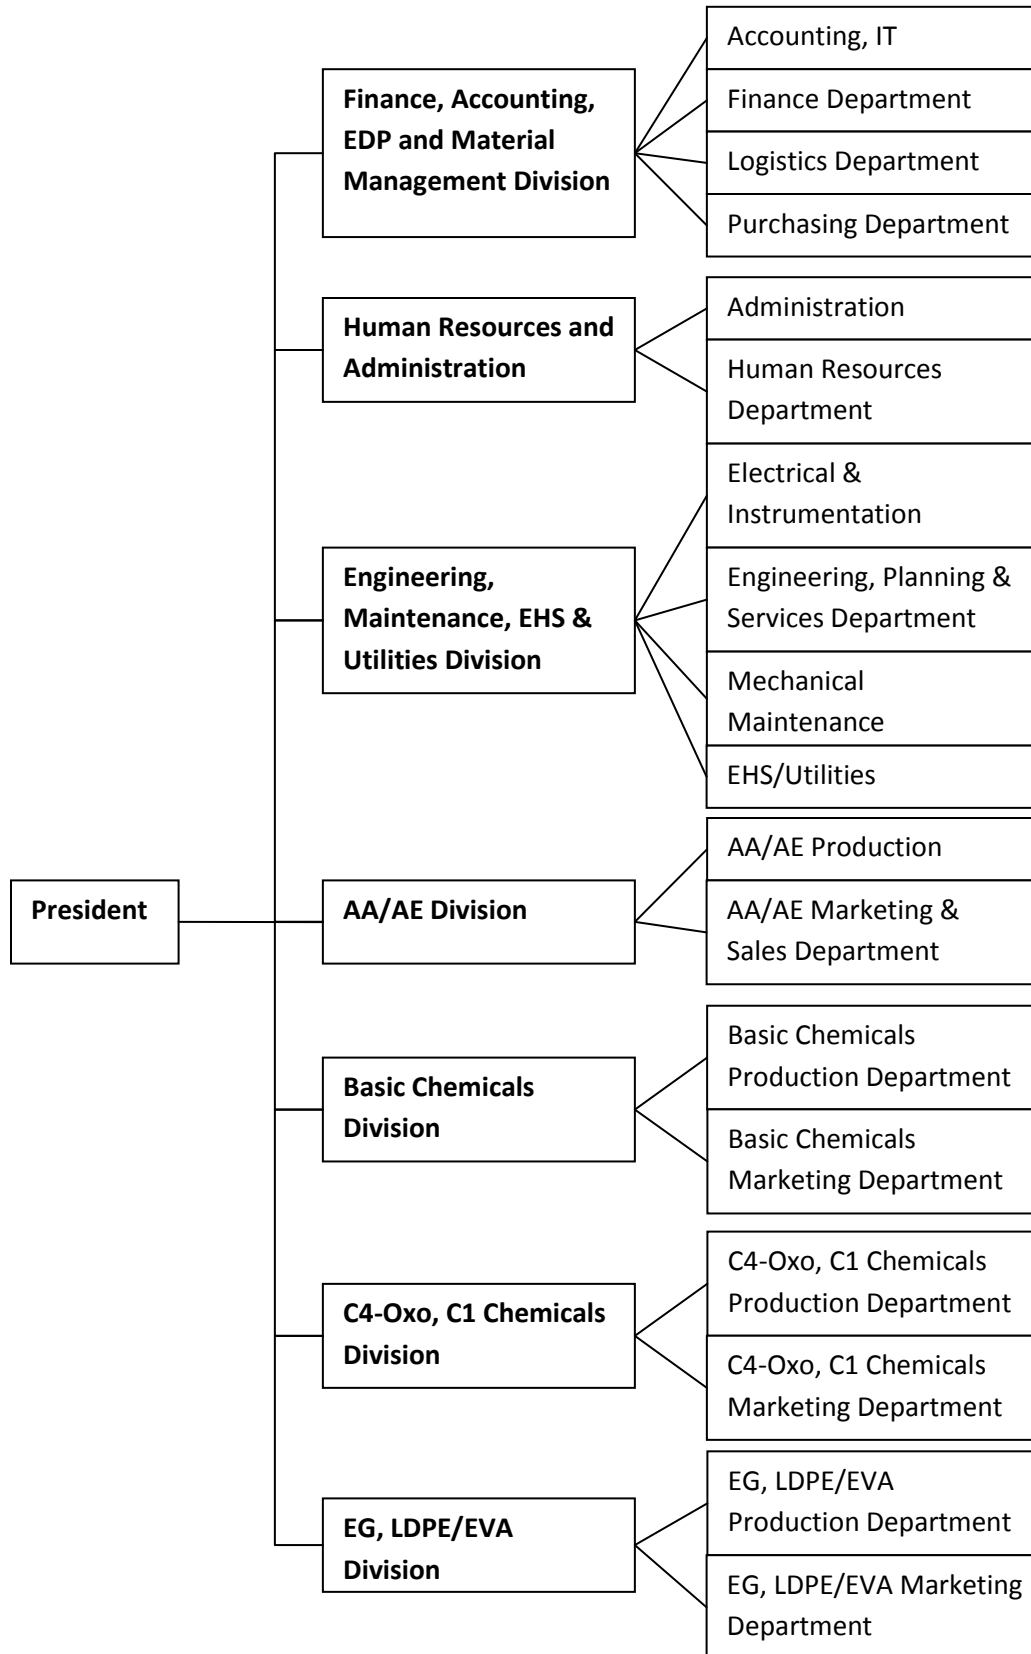 President
Finance, Accounting,
EDP and Material
Management Division
Accounting, IT
Finance Department
Logistics Department
Purchasing Department
Human Resources and
Administration
Administration
Human Resources
Department
Engineering,
Maintenance, EHS &
Utilities Division
Electrical &
Instrumentation
Engineering, Planning &
Services Department
Mechanical
Maintenance
EHS/Utilities
AA/AE Division
AA/AE Production
AA/AE Marketing &
Sales Department
Basic Chemicals
Division
Basic Chemicals
Production Department
Basic Chemicals
Marketing Department
C4-Oxo, C1 Chemicals
Division
C4-Oxo, C1 Chemicals
Production Department
C4-Oxo, C1 Chemicals
Marketing Department
EG, LDPE/EVA
Division
EG, LDPE/EVA
Production Department
EG, LDPE/EVA Marketing
Department